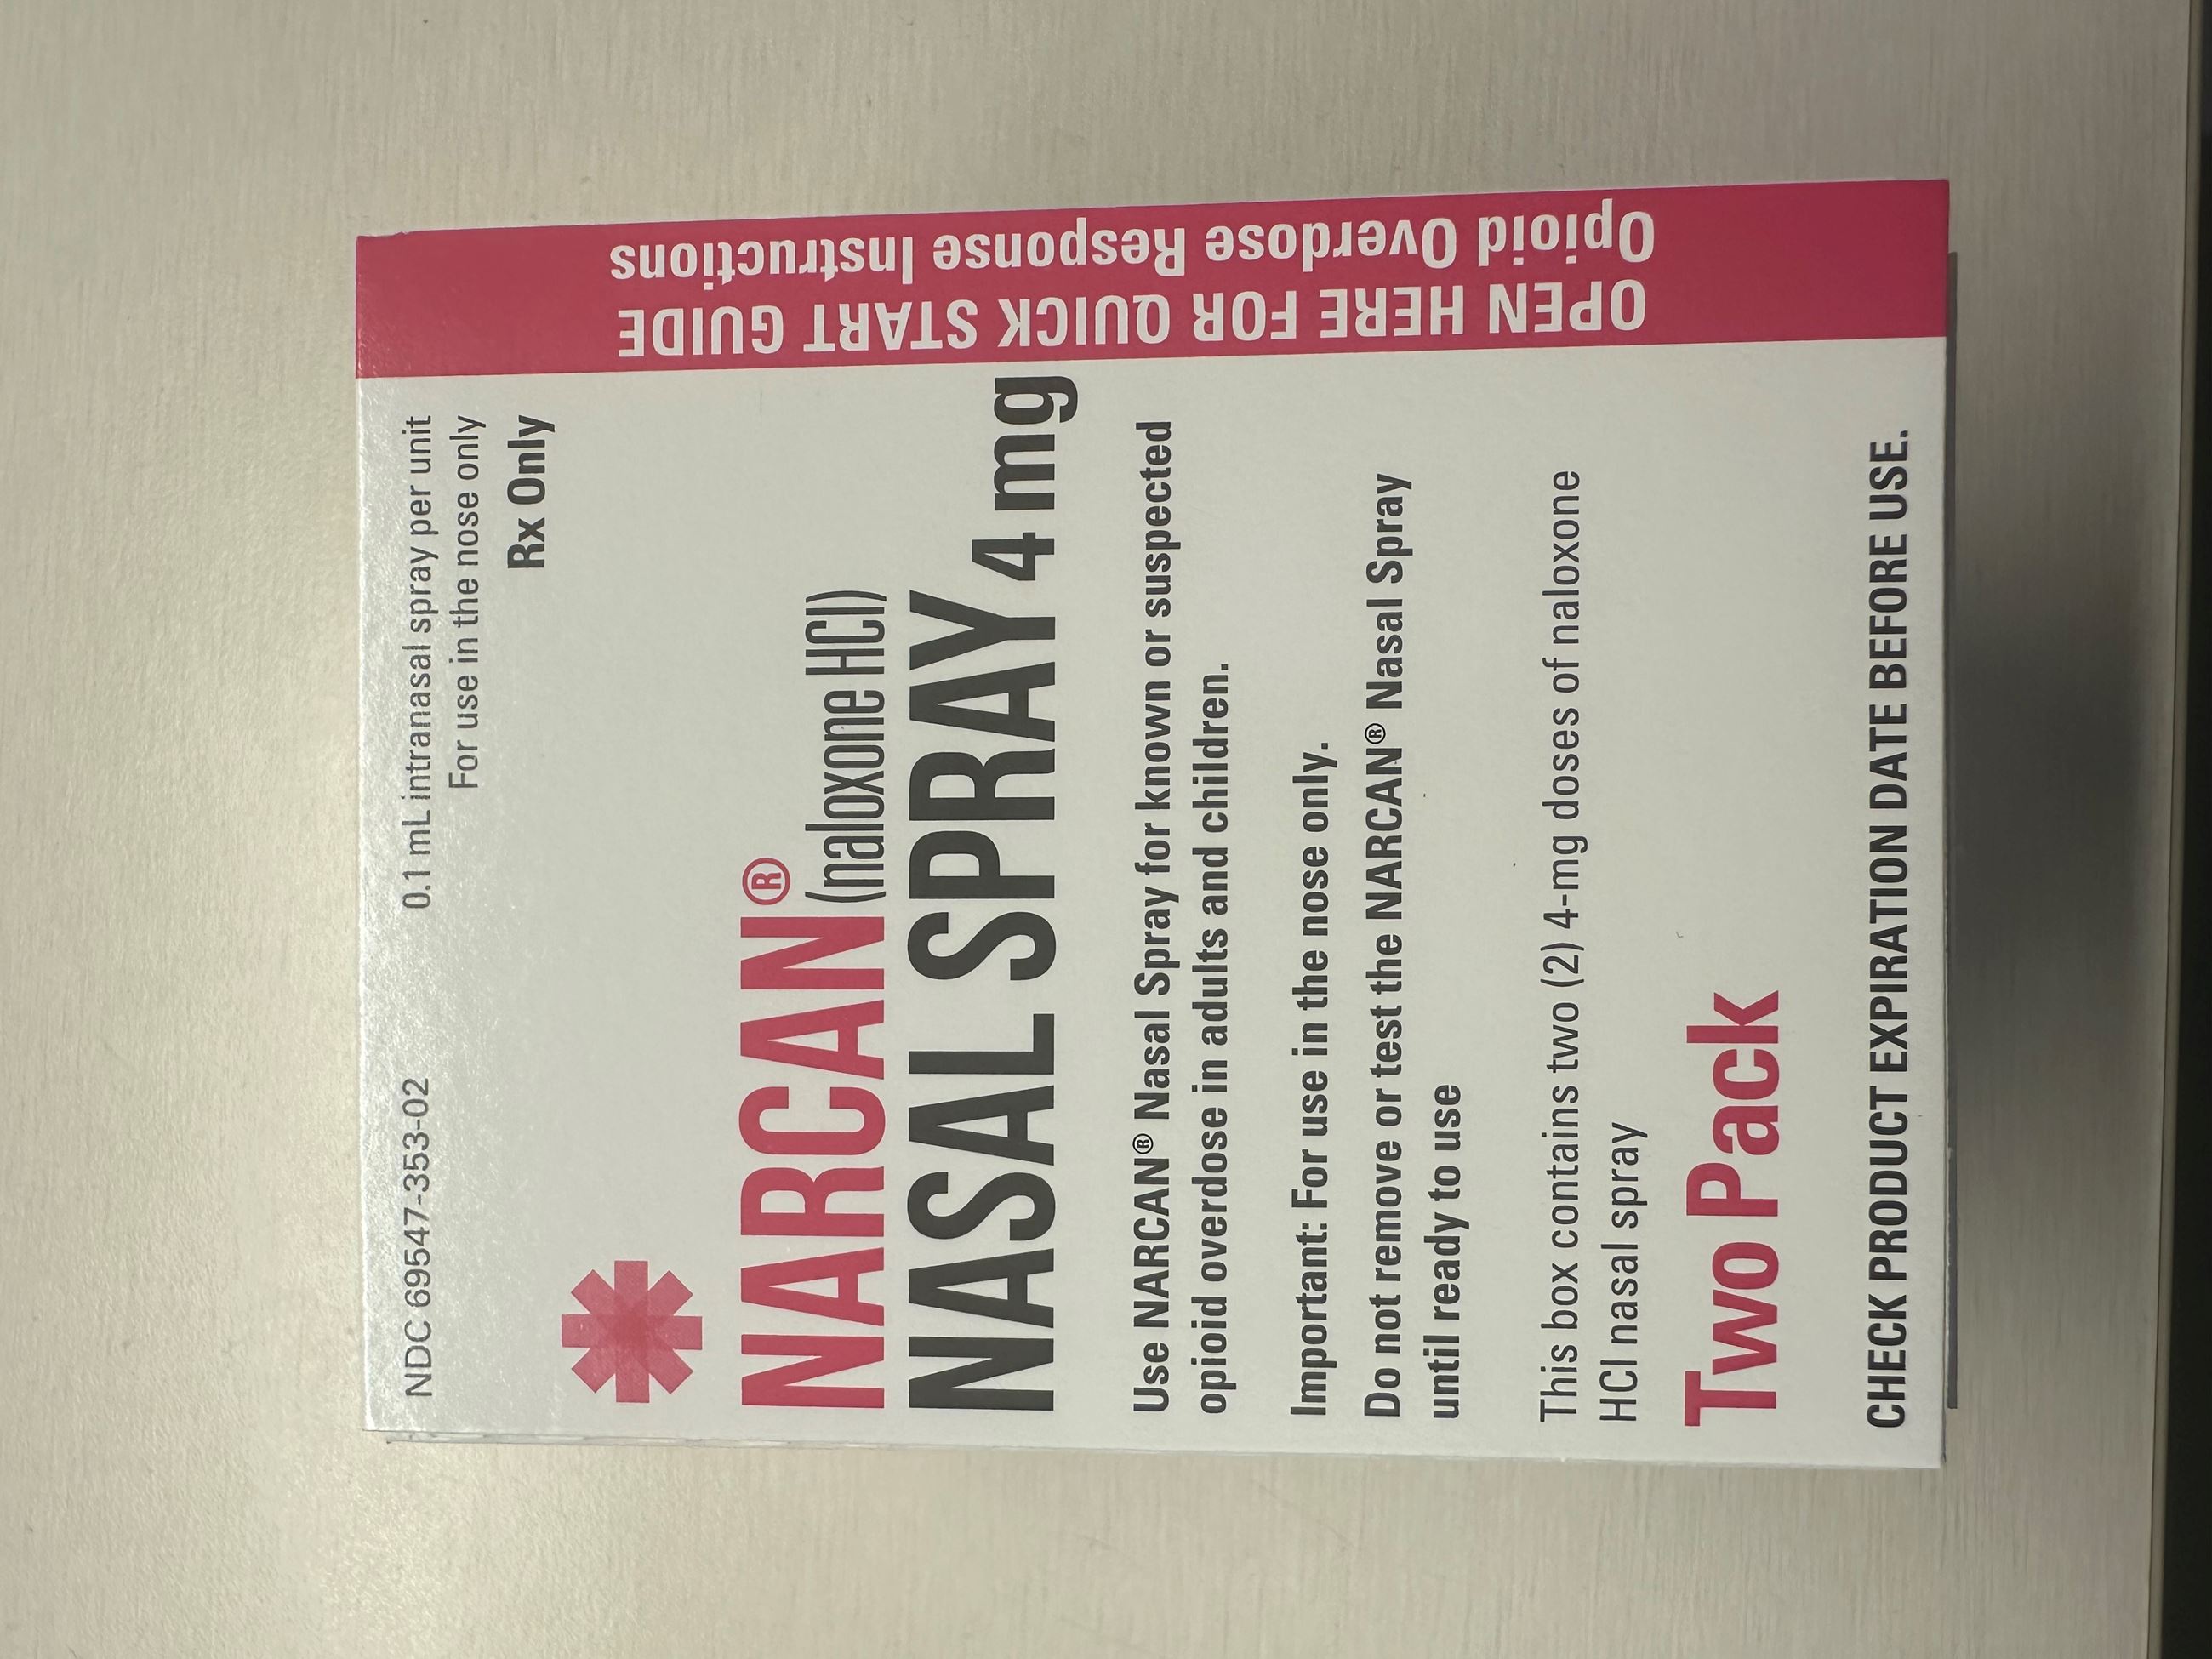 NDC 69547-353-02 0.1 mL intranasal spray per unit
For use in the nose only
Rx Only
NARCAN® (naloxone HCl)
NASAL SPRAY 4 mg
Use NARCAN® Nasal Spray for known or suspected
opioid overdose in adults and children.
Important: For use in the nose only.
Do not remove or test the NARCAN® Nasal Spray
until ready to use
This box contains two (2) 4-mg doses of naloxone
HCl nasal spray
Two Pack
CHECK PRODUCT EXPIRATION DATE BEFORE USE.
OPEN HERE FOR QUICK START GUIDE
Opioid Overdose Response Instructions